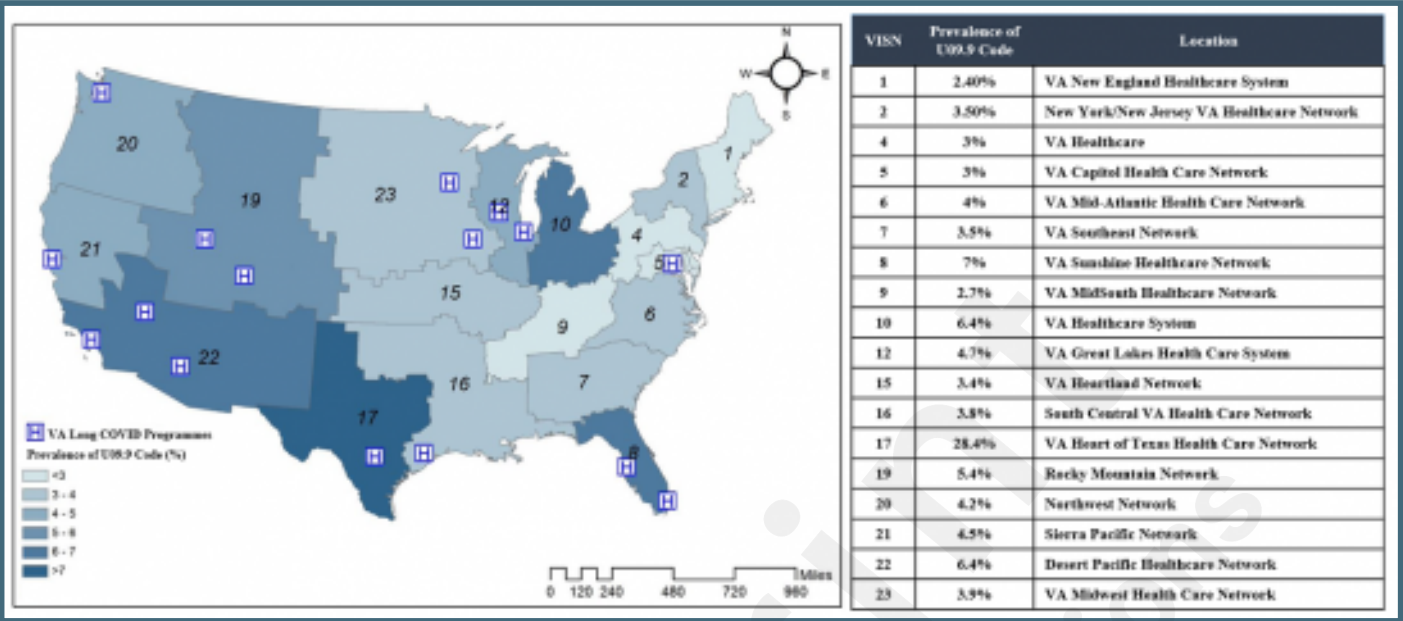 N
W
E
S
20
19
23
12
10
1
2
4
5
21
15
9
6
22
16
7
17
8
VA Long COVID Programmes
Prevalence of U09.9 Code (%)
<3
3 - 4
4 - 5
5 - 6
6 - 7
>7
Miles
0 120 240 480 720 960
VISN Prevalence of U09.9 Code Location
1 2.40% VA New England Healthcare System
2 3.50% New York/New Jersey VA Healthcare Network
4 3% VA Healthcare
5 3% VA Capitol Health Care Network
6 4% VA Mid-Atlantic Health Care Network
7 3.5% VA Southeast Network
8 7% VA Sunshine Healthcare Network
9 2.7% VA MidSouth Healthcare Network
10 6.4% VA Healthcare System
12 4.7% VA Great Lakes Health Care System
15 3.4% VA Heartland Network
16 3.8% South Central VA Health Care Network
17 28.4% VA Heart of Texas Health Care Network
19 5.4% Rocky Mountain Network
20 4.2% Northwest Network
21 4.5% Sierra Pacific Network
22 6.4% Desert Pacific Healthcare Network
23 3.9% VA Midwest Health Care Network